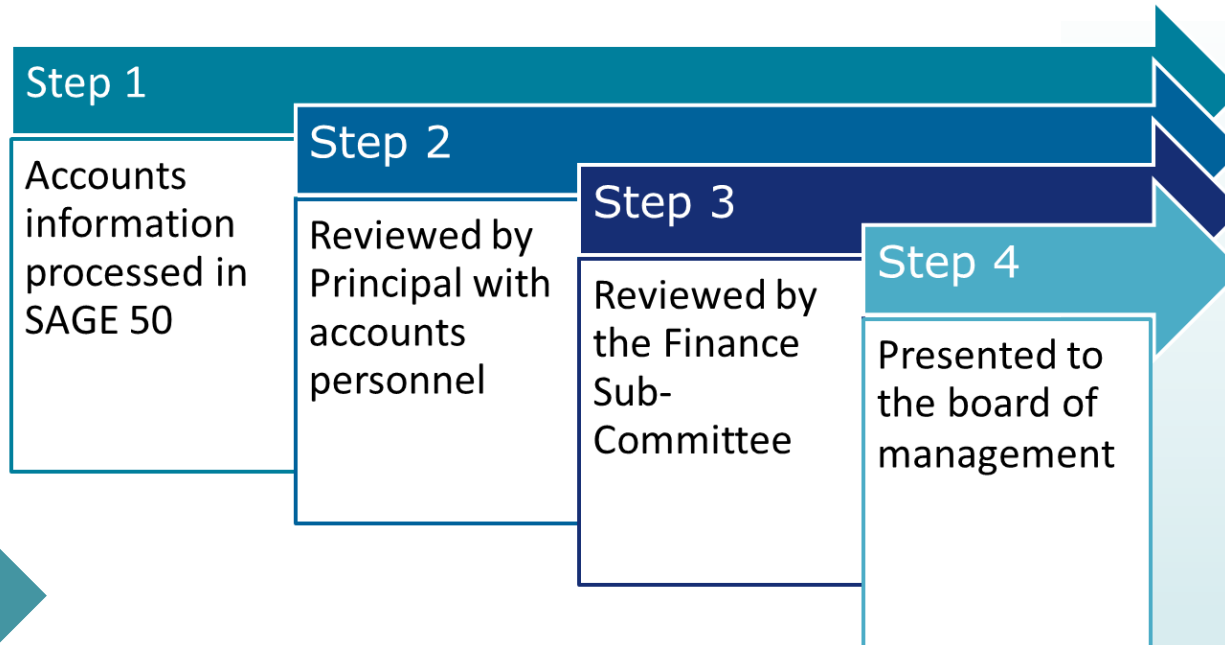 Step 1
Accounts
information
processed in
SAGE 50
Step 2
Reviewed by
Principal with
accounts
personnel
Step 3
Reviewed by
the Finance
Sub-
Committee
Step 4
Presented to
the board of
management